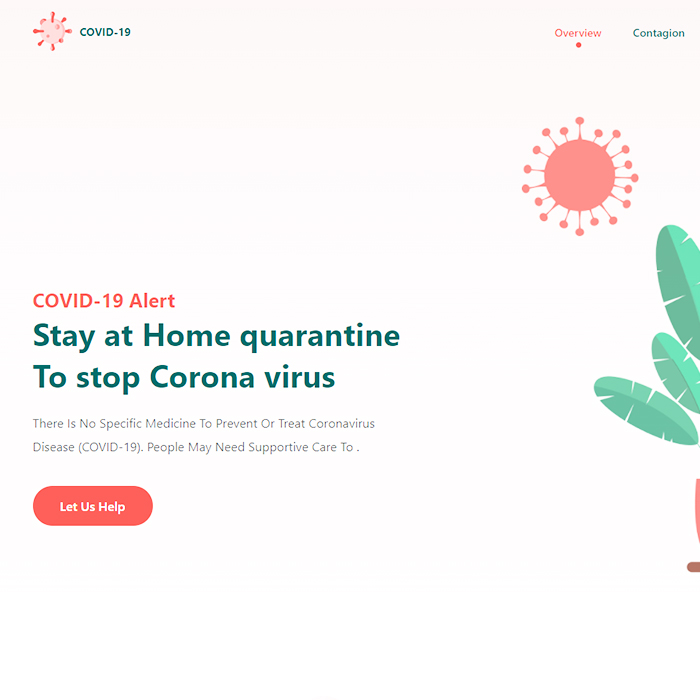 COVID-19
Overview
Contagion
COVID-19 Alert
Stay at Home quarantine
To stop Corona virus
There Is No Specific Medicine To Prevent Or Treat Coronavirus
Disease (COVID-19). People May Need Supportive Care To .
Let Us Help